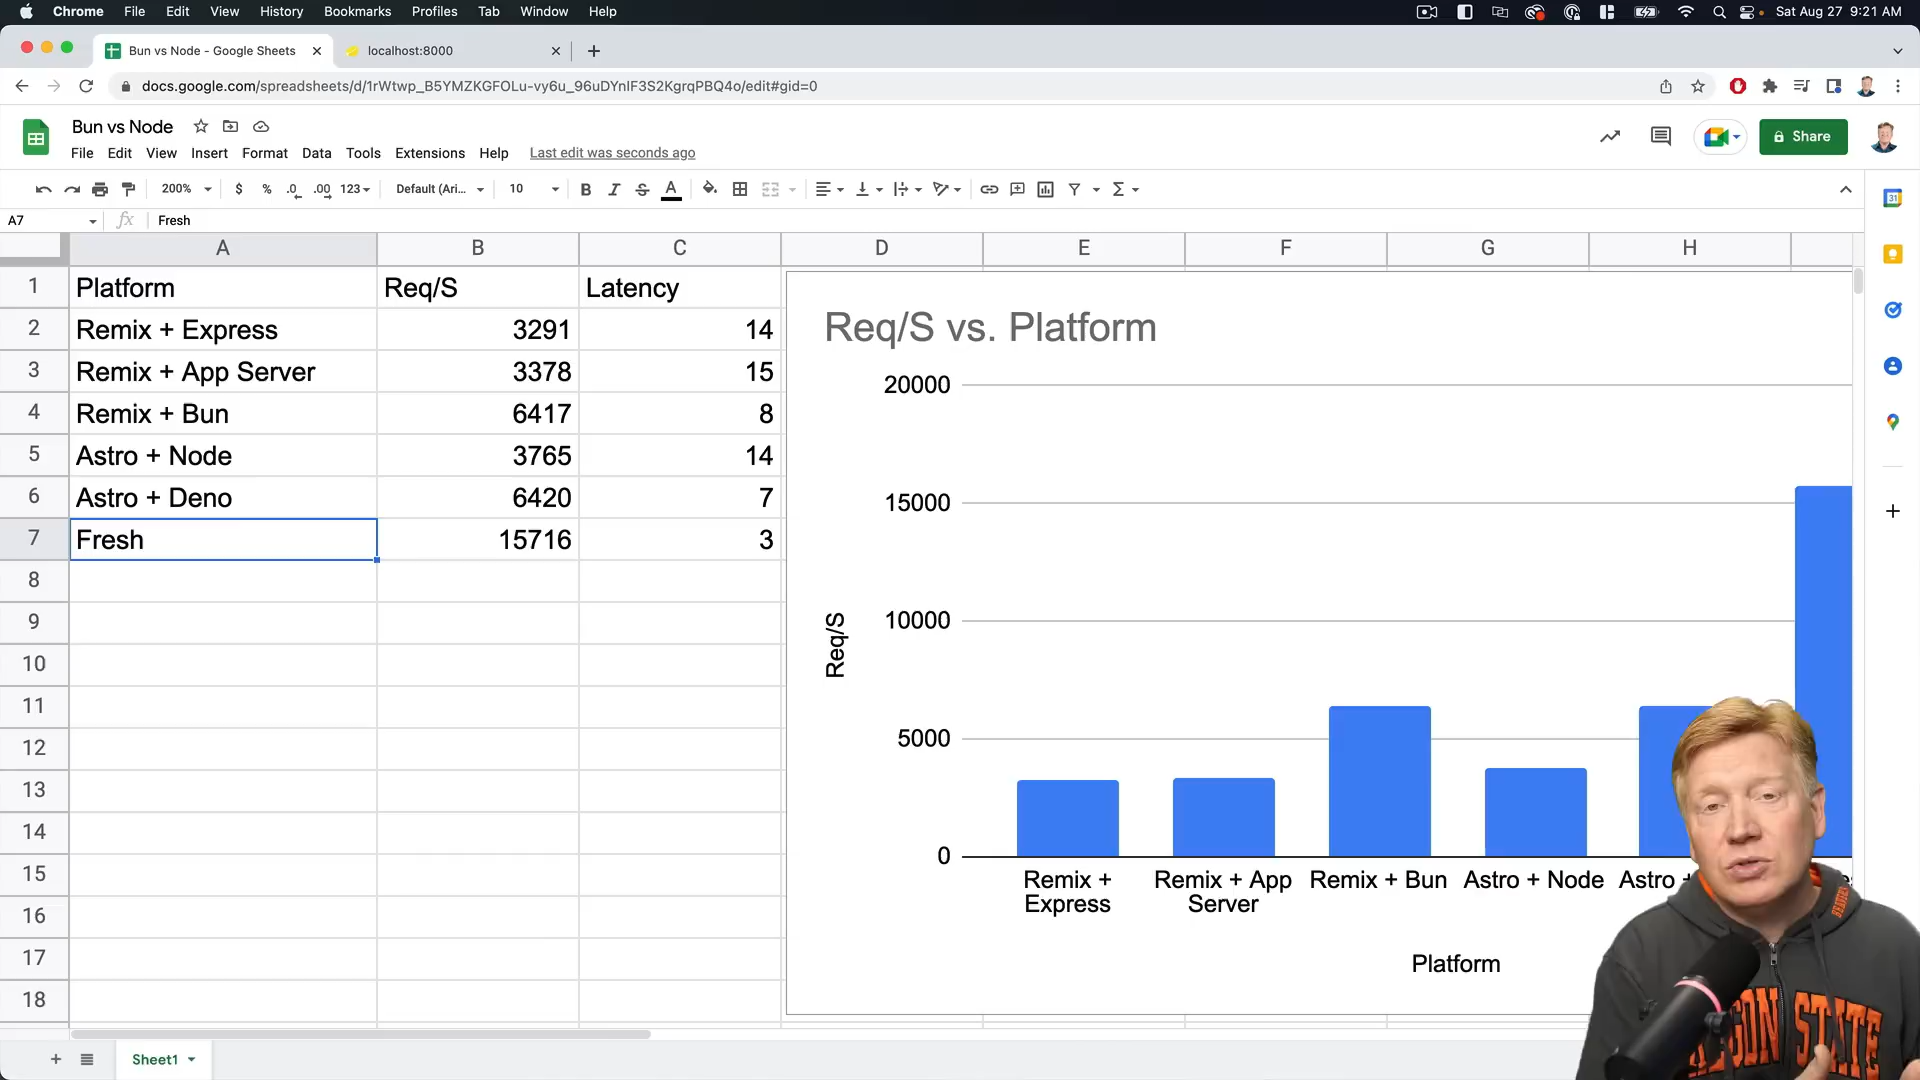 Chrome File Edit View History Bookmarks Profiles Tab Window Help Sat Aug 27 9:21 AM
Bun vs Node - Google Sheets localhost:8000
docs.google.com/spreadsheets/d/1rWtwp_B5YMZKGFOLu-vy6u_96uDYnIF3S2KgrqPBQ4o/edit#gid=0
Bun vs Node
File Edit View Insert Format Data Tools Extensions Help Last edit was seconds ago
Share
200% $ % .0 .00 123 Default (Ari... 10 B I S A Σ
31
A7 fx Fresh
A B C D E F G H
1 Platform Req/S Latency
2 Remix + Express 3291 14
3 Remix + App Server 3378 15
4 Remix + Bun 6417 8
5 Astro + Node 3765 14
6 Astro + Deno 6420 7
7 Fresh 15716 3
8
9
10
11
12
13
14
15
16
17
18
Req/S vs. Platform
20000
15000
10000
5000
0
Req/S
Remix + Express
Remix + App Server
Remix + Bun
Astro + Node
Astro
Platform
STATE
Sheet1